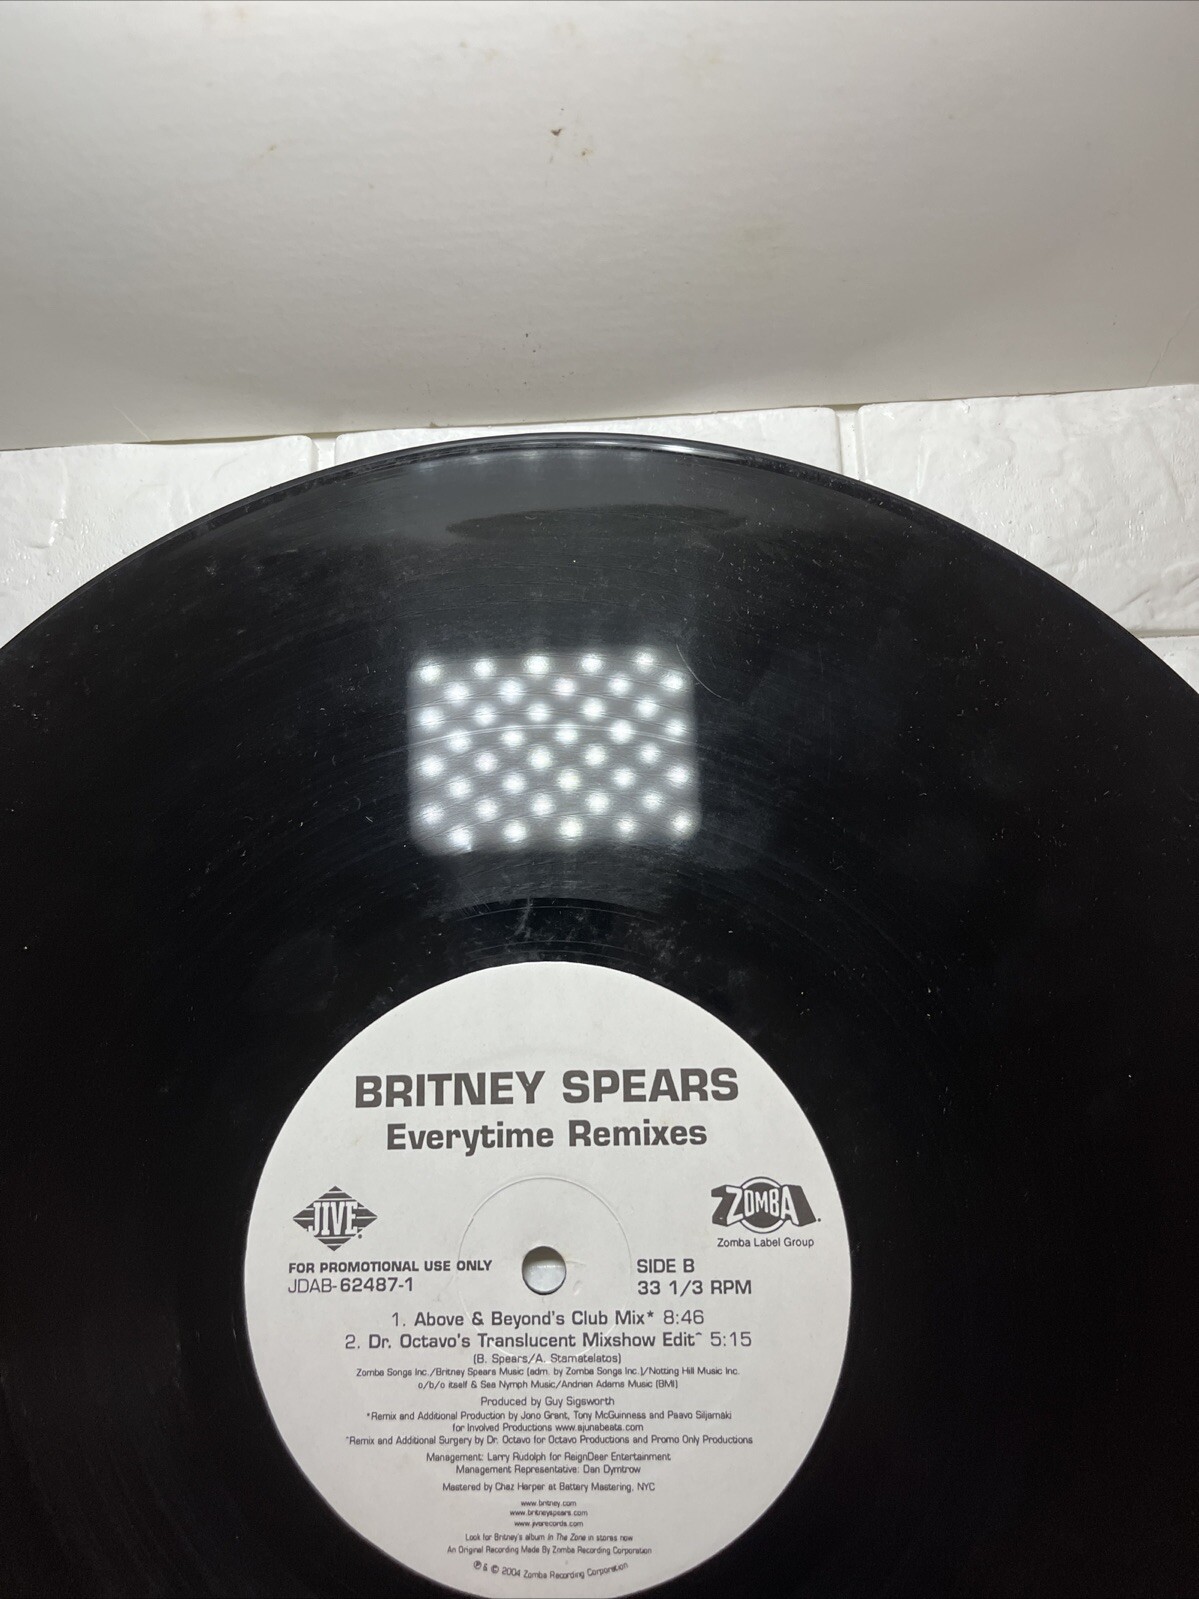 BRITNEY SPEARS
Everytime Remixes
JIVE
ZOMBA
Zomba Label Group
FOR PROMOTIONAL USE ONLY
JDAB-62487-1
SIDE B
33 1/3 RPM
1. Above & Beyond's Club Mix* 8:46
2. Dr. Octavo's Translucent Mixshow Edit^ 5:15
(B. Spears/A. Stamatelatos)
Zomba Songs Inc./Britney Spears Music (adm. by Zomba Songs Inc.)/Notting Hill Music Inc.
o/b/o itself & Sea Nymph Music/Andrian Adams Music (BMI)
Produced by Guy Sigsworth
*Remix and Additional Production by Jono Grant, Tony McGuinness and Paavo Siljamäki
for Involved Productions www.anjunabeats.com
^Remix and Additional Surgery by Dr. Octavo for Octavo Productions and Promo Only Productions
Management: Larry Rudolph for ReignDeer Entertainment
Management Representative: Dan Dymtrow
Mastered by Chaz Harper at Battery Mastering, NYC
www.britney.com
www.britneyspears.com
www.jiverecords.com
Look for Britney's album In The Zone in stores now
An Original Recording Made By Zomba Recording Corporation
℗ & © 2004 Zomba Recording Corporation